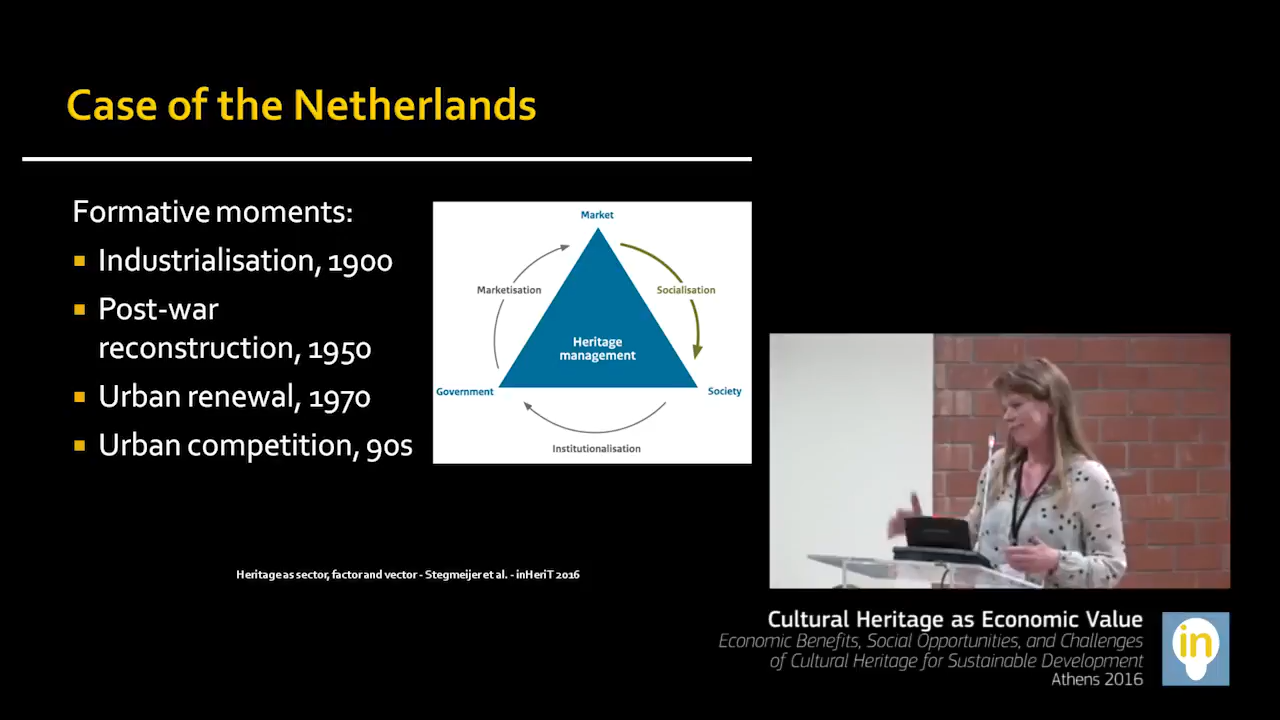 Case of the Netherlands
Formative moments:
Industrialisation, 1900
Post-war
reconstruction, 1950
Urban renewal, 1970
Urban competition, 90s
Market
Marketisation
Socialisation
Heritage
management
Government
Society
Institutionalisation
Heritage as sector, factor and vector - Stegmeijer et al. - inHeriT 2016
Cultural Heritage as Economic Value
Economic Benefits, Social Opportunities, and Challenges
of Cultural Heritage for Sustainable Development
Athens 2016
in